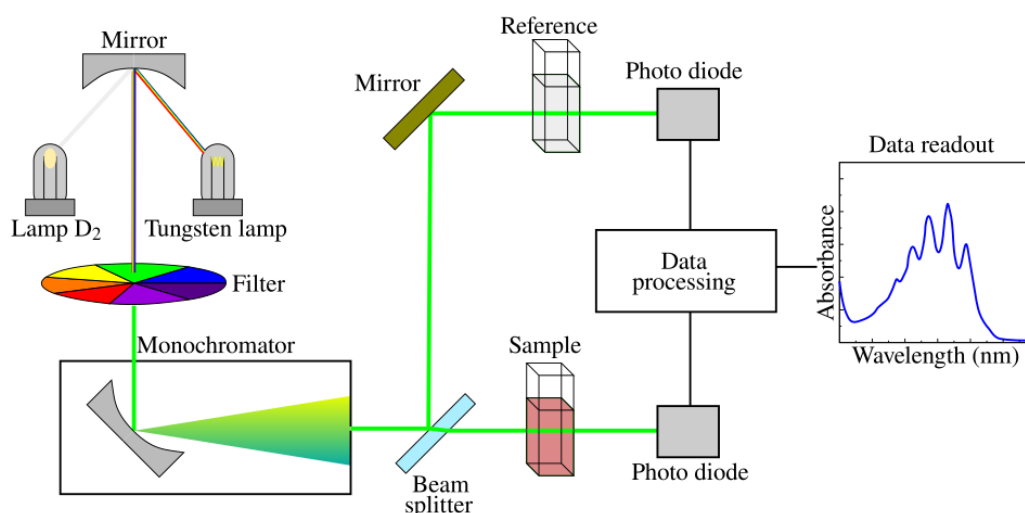 Mirror
Lamp D₂
Tungsten lamp
Filter
Monochromator
Mirror
Reference
Photo diode
Beam
splitter
Sample
Photo diode
Data
processing
Data readout
Absorbance
Wavelength (nm)